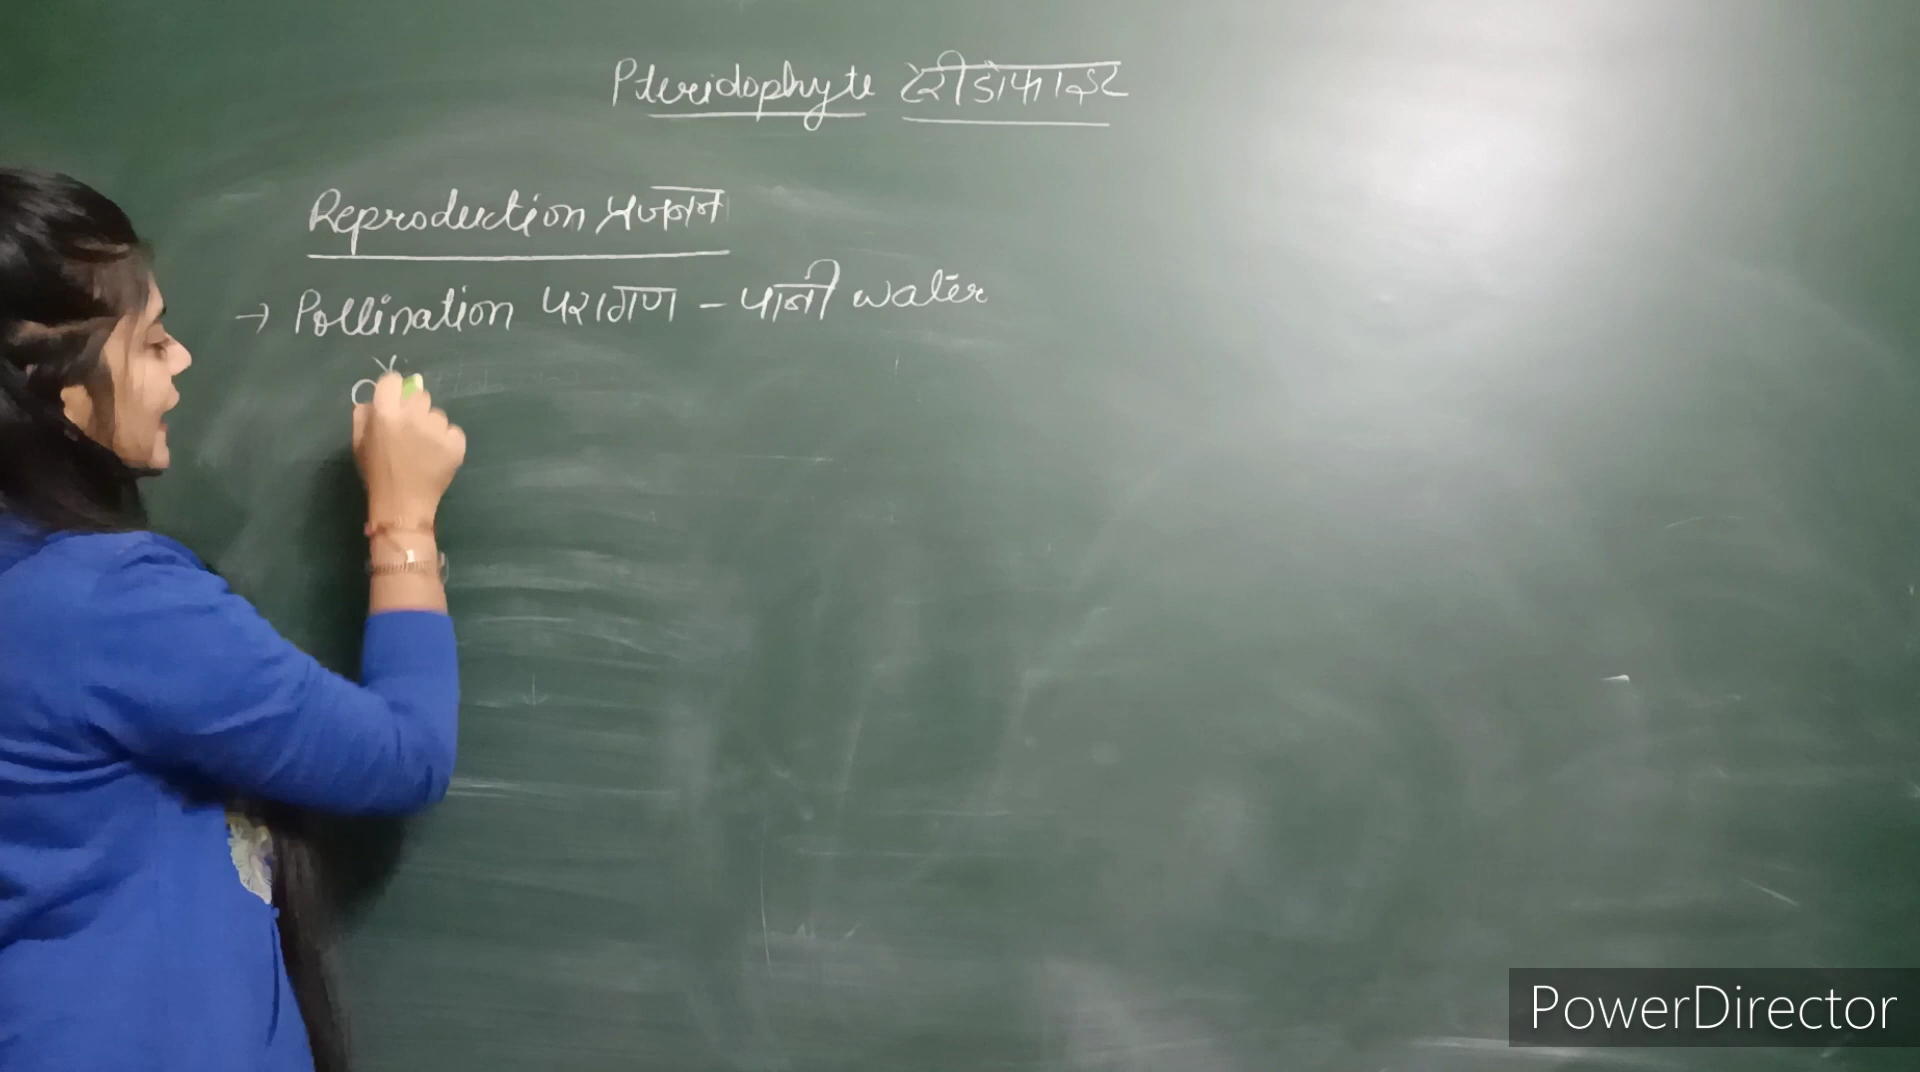 Pteridophyte टेरीडोफाइट
Reproduction प्रजनन
→ Pollination परागण – पानी water
PowerDirector